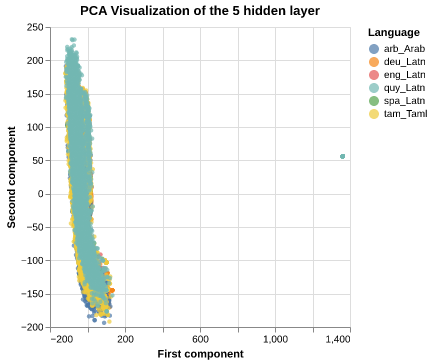 PCA Visualization of the 5 hidden layer
250
200
150
100
50
0
−50
−100
−150
−200
−200
200
600
1,000
1,400
Second component
First component
Language
arb_Arab
deu_Latn
eng_Latn
quy_Latn
spa_Latn
tam_Taml